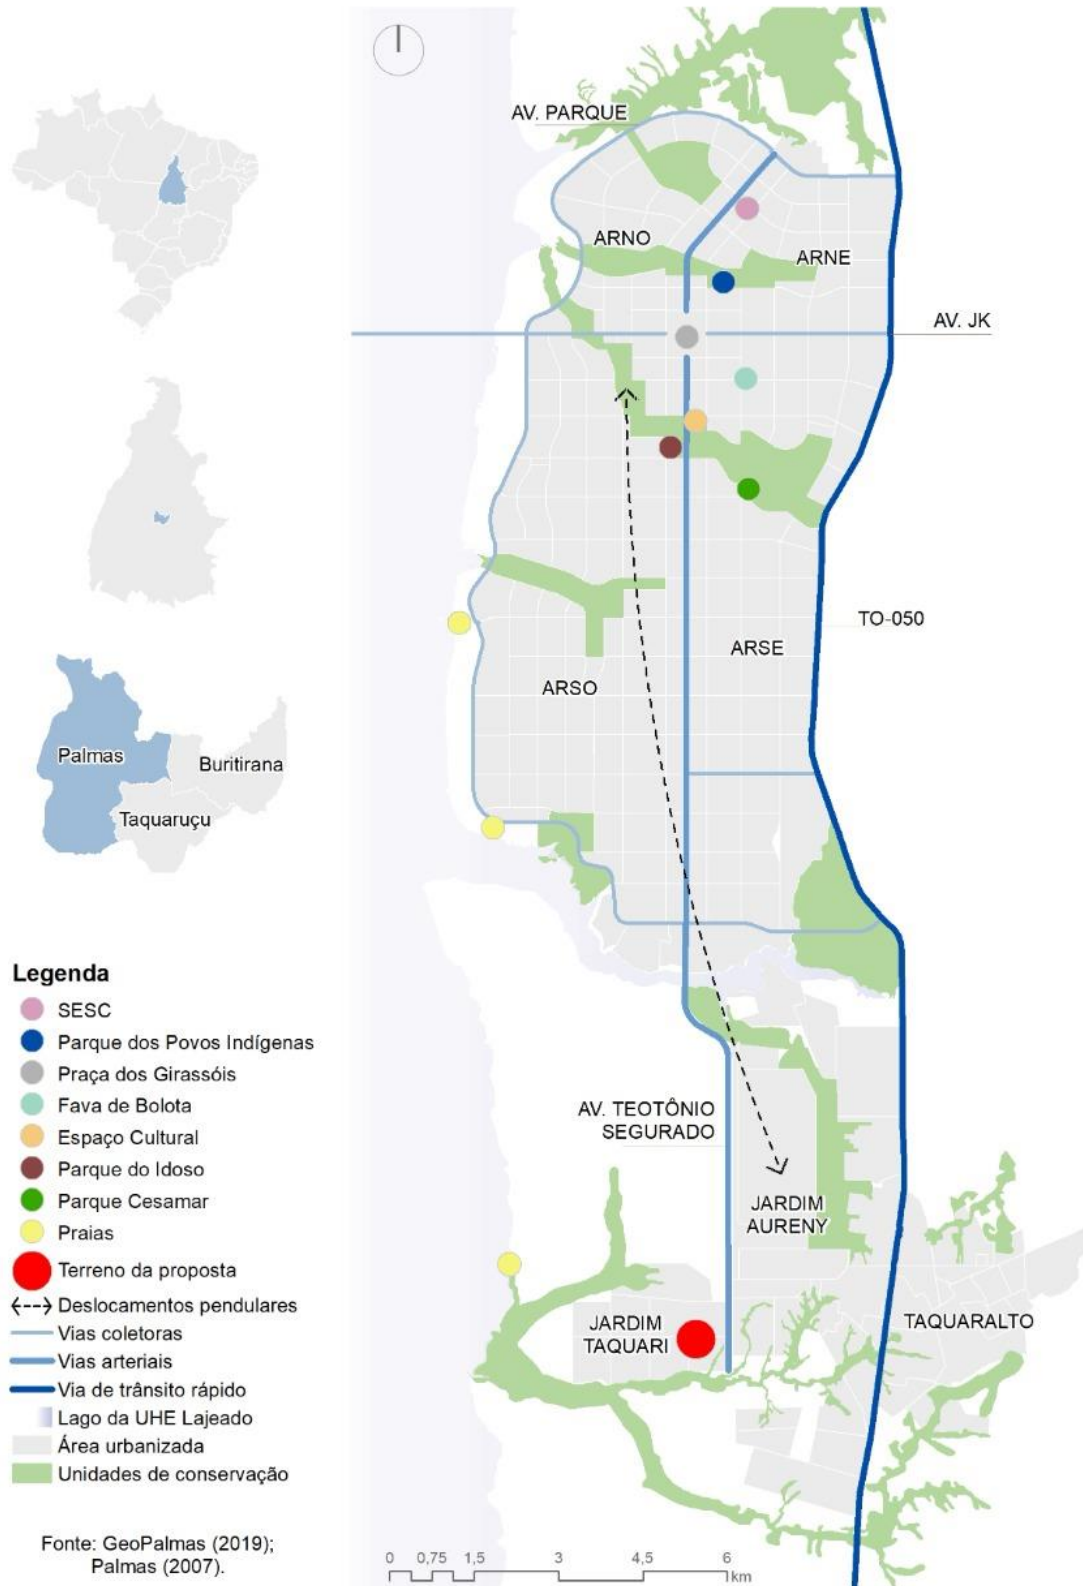 AV. PARQUE
ARNO
ARNE
AV. JK
TO-050
ARSE
ARSO
Palmas
Buritirana
Taquaruçu
Legenda
SESC
Parque dos Povos Indígenas
Praça dos Girassóis
Fava de Bolota
Espaço Cultural
Parque do Idoso
Parque Cesamar
Praias
Terreno da proposta
Deslocamentos pendulares
Vias coletoras
Vias arteriais
Via de trânsito rápido
Lago da UHE Lajeado
Área urbanizada
Unidades de conservação
Fonte: GeoPalmas (2019);
Palmas (2007).
AV. TEOTÔNIO
SEGURADO
JARDIM
AURENY
JARDIM
TAQUARI
TAQUARALTO
0 0,75 1,5 3 4,5 6
km